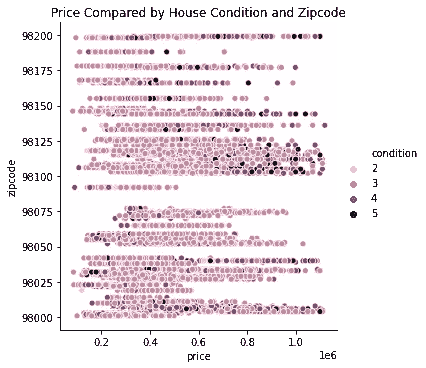 Price Compared by House Condition and Zipcode
98200
98175
98150
98125
98100
98075
98050
98025
98000
zipcode
0.2 0.4 0.6 0.8 1.0
1e6
price
condition
2
3
4
5